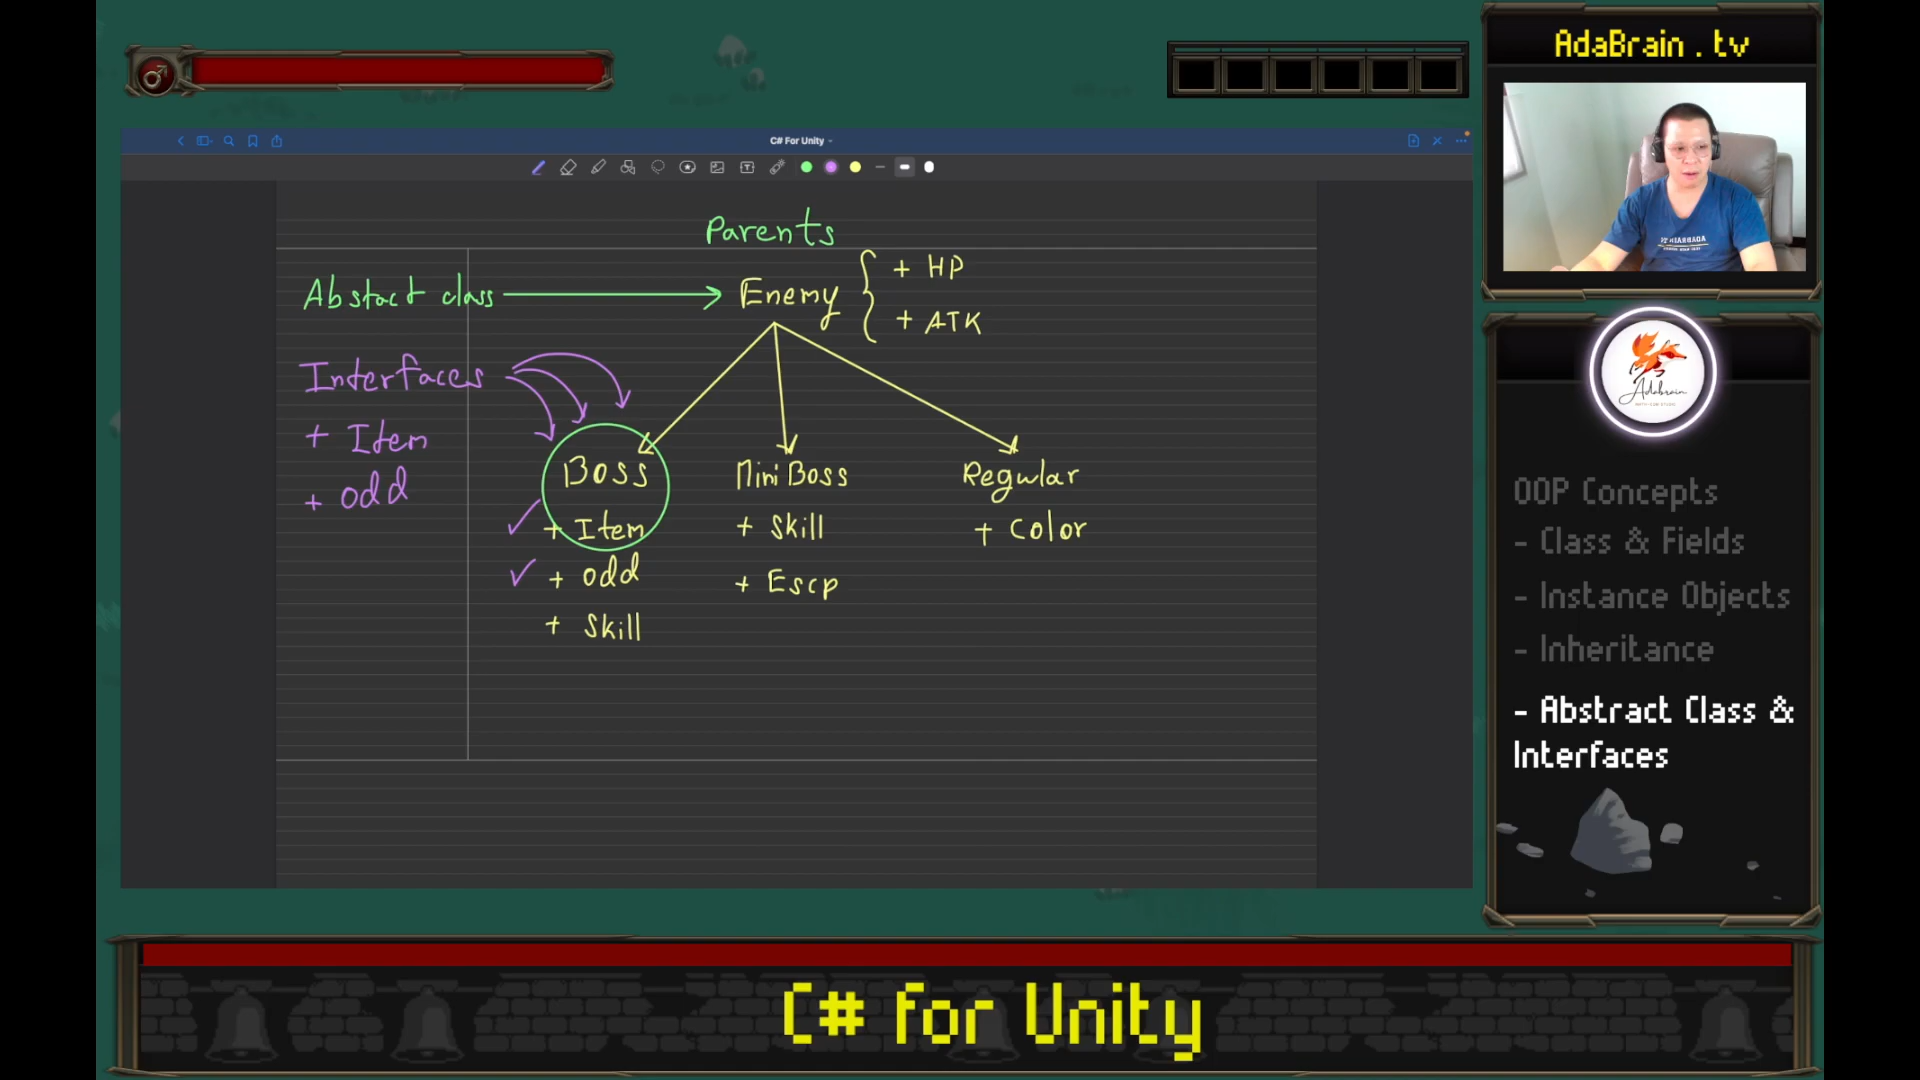 AdaBrain.tv
C# For Unity
Parents
Abstact class
Enemy
+ HP
+ ATK
Interfaces
+ Item
+ odd
Boss
+ Item
+ odd
+ Skill
Mini Boss
+ Skill
+ Escp
Regular
+ Color
Adabrain
OOP Concepts
- Class & Fields
- Instance Objects
- Inheritance
- Abstract Class &
Interfaces
C# for Unity